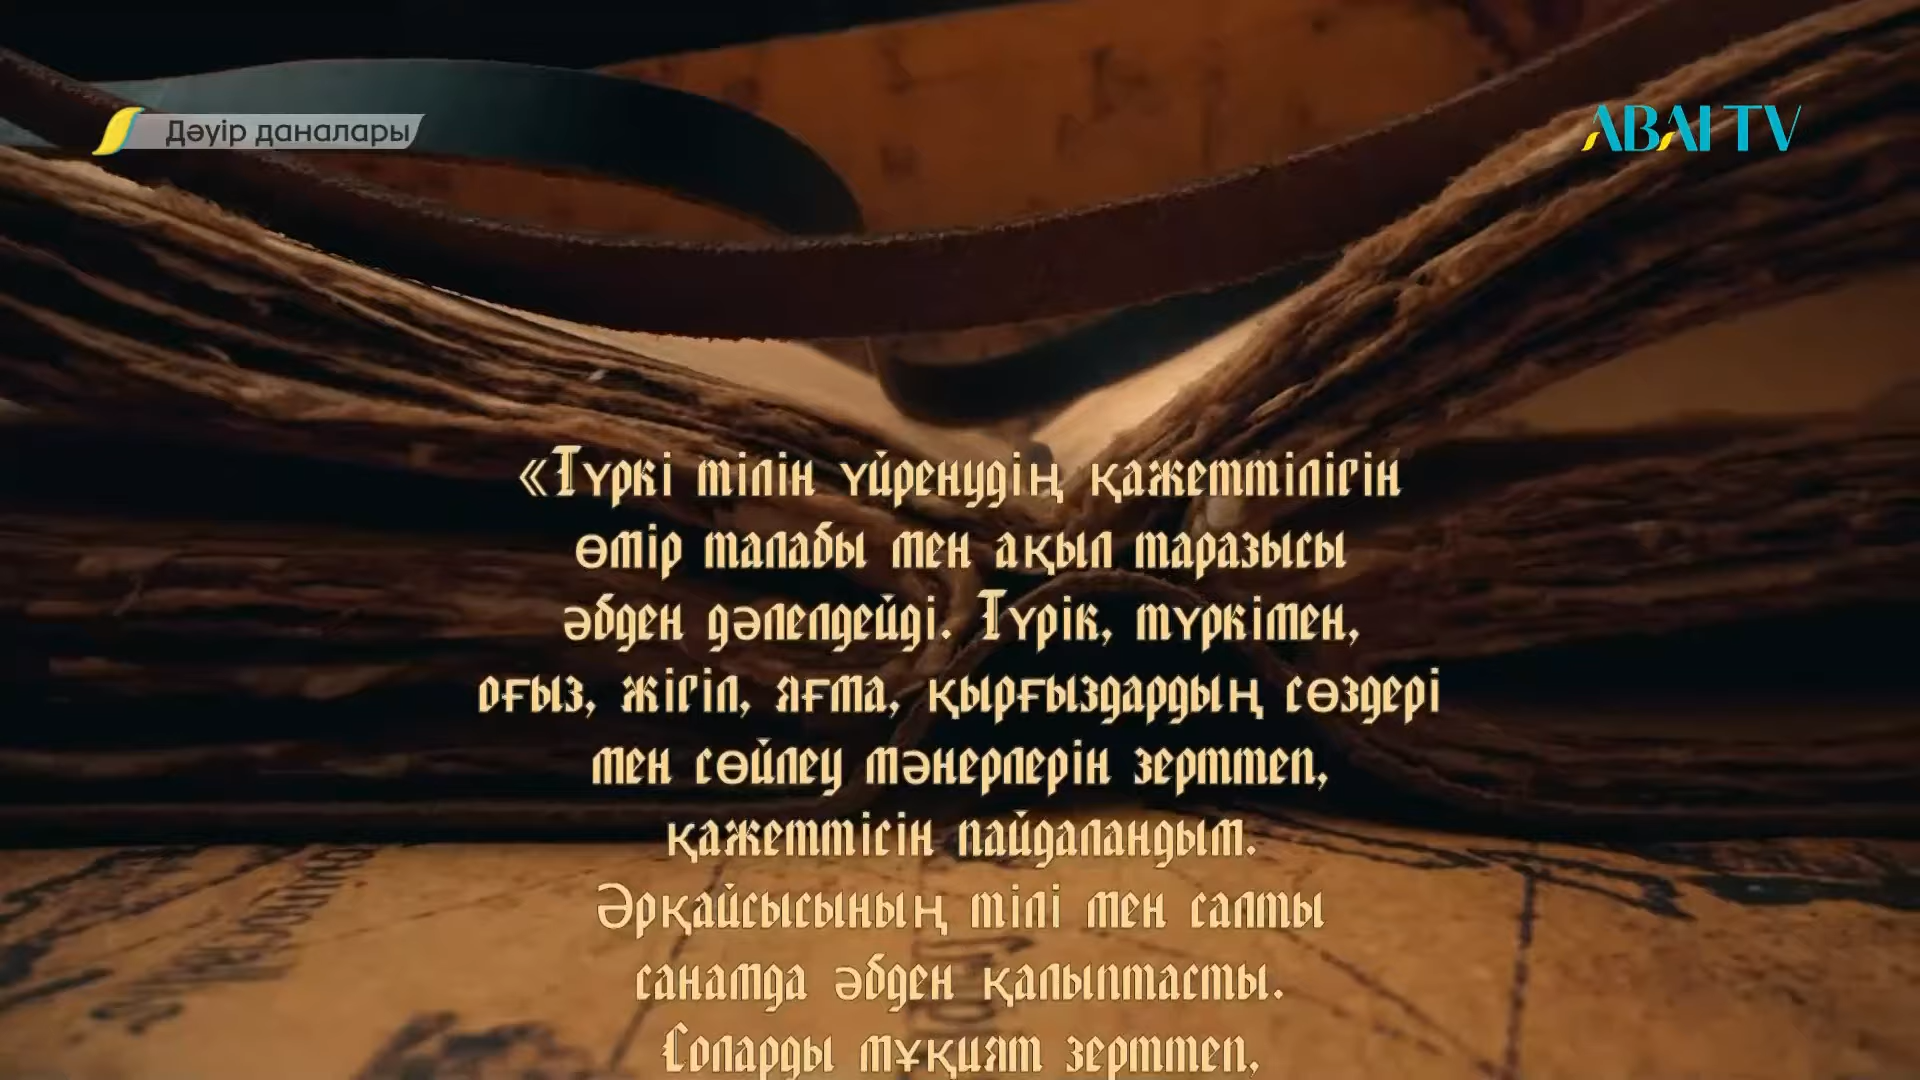 Дәуір даналары
ABAI TV
«Түркі тілін үйренудің қажеттілігін
өмір талабы мен ақыл таразысы
әбден дәлелдейді. Түрік, түркімен,
оғыз, жігіл, яғма, қырғыздардың сөздері
мен сөйлеу мәнерлерін зерттеп,
қажеттісін пайдаландым.
Әрқайсысының тілі мен салты
санамда әбден қалыптасты.
Соларды мұқият зерттеп,